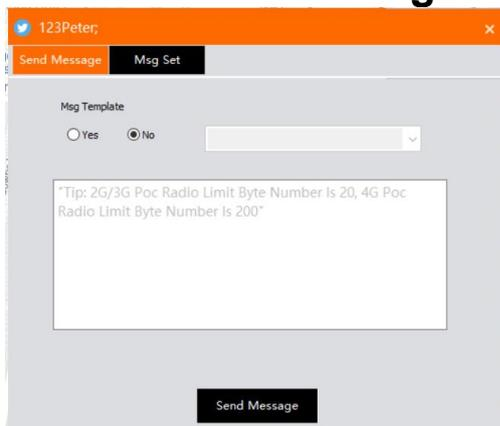 123Peter;
Send Message Msg Set
Msg Template
Yes No
"Tip: 2G/3G Poc Radio Limit Byte Number Is 20, 4G Poc
Radio Limit Byte Number Is 200"
Send Message